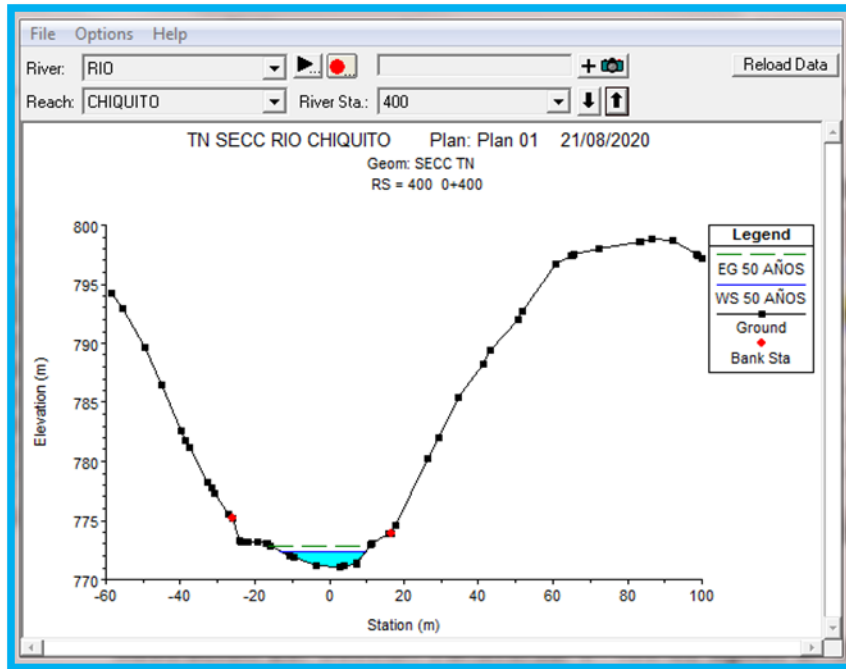 File Options Help
River: RIO
Reload Data
Reach: CHIQUITO River Sta.: 400
TN SECC RIO CHIQUITO Plan: Plan 01 21/08/2020
Geom: SECC TN
RS = 400 0+400
Legend
EG 50 AÑOS
WS 50 AÑOS
Ground
Bank Sta
Elevation (m)
800
795
790
785
780
775
770
-60 -40 -20 0 20 40 60 80 100
Station (m)